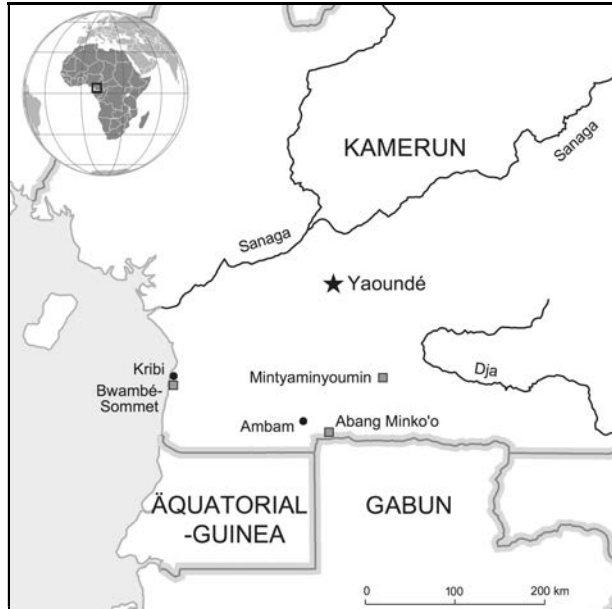 KAMERUN
Sanaga
Sanaga
Yaoundé
Kribi
Bwambé-
Sommet
Mintyaminyoumin
Dja
Ambam
Abang Minko'o
ÄQUATORIAL
-GUINEA
GABUN
0 100 200 km